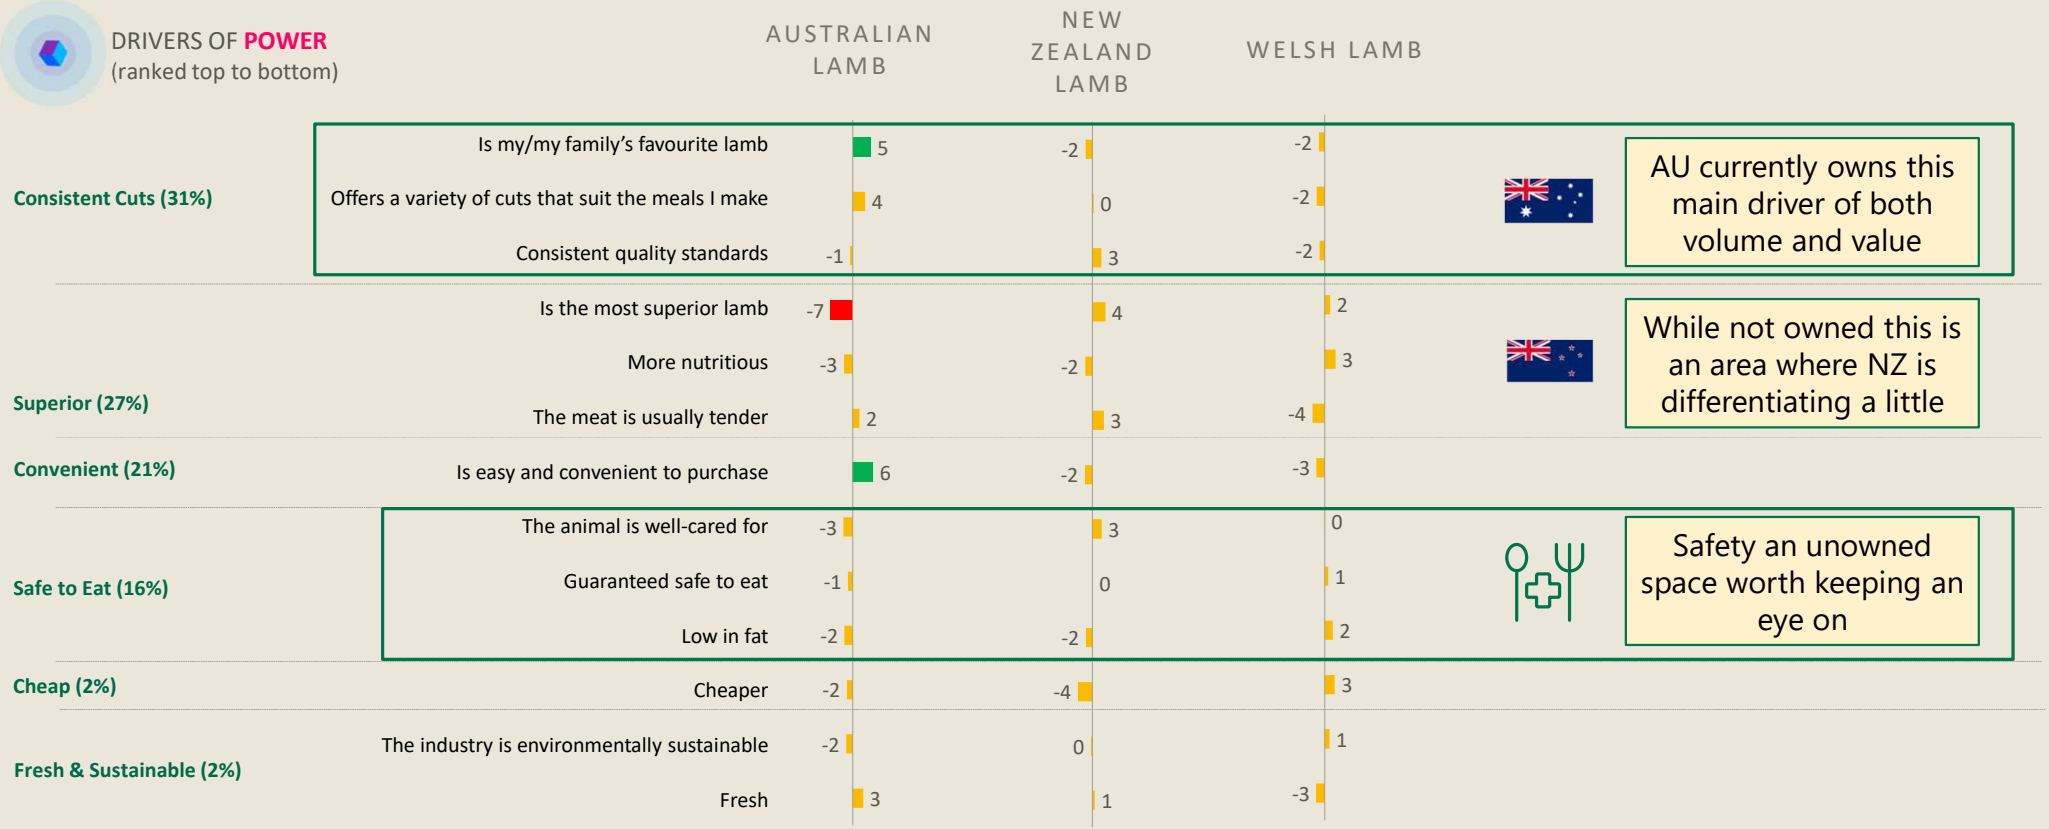 DRIVERS OF POWER
(ranked top to bottom)
AUSTRALIAN
LAMB
NEW
ZEALAND
LAMB
WELSH LAMB
Consistent Cuts (31%)
Is my/my family's favourite lamb
5
-2
-2
Offers a variety of cuts that suit the meals I make
4
0
-2
Consistent quality standards
-1
3
-2
AU currently owns this
main driver of both
volume and value
Superior (27%)
Is the most superior lamb
-7
4
2
More nutritious
-3
-2
3
The meat is usually tender
2
3
-4
While not owned this is
an area where NZ is
differentiating a little
Convenient (21%)
Is easy and convenient to purchase
6
-2
-3
Safe to Eat (16%)
The animal is well-cared for
-3
3
0
Guaranteed safe to eat
-1
0
1
Low in fat
-2
-2
2
Safety an unowned
space worth keeping an
eye on
Cheap (2%)
Cheaper
-2
-4
3
Fresh & Sustainable (2%)
The industry is environmentally sustainable
-2
0
1
Fresh
3
1
-3